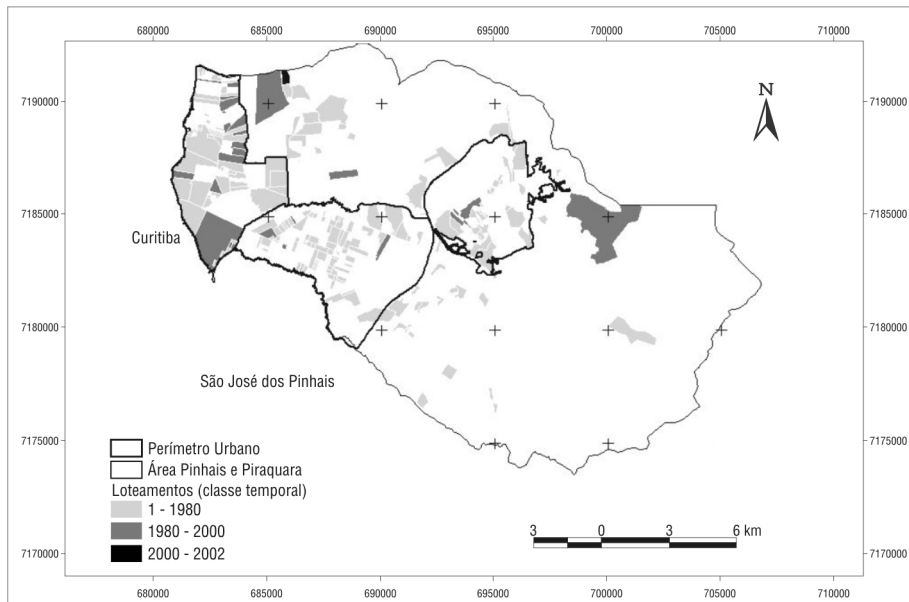 680000 685000 690000 695000 700000 705000 710000
7190000 7190000
N
7185000 7185000
Curitiba
7180000 7180000
São José dos Pinhais
7175000 7175000
Perímetro Urbano
Área Pinhais e Piraquara
Loteamentos (classe temporal)
1 - 1980
1980 - 2000
2000 - 2002
3 0 3 6 km
7170000 7170000
680000 685000 690000 695000 700000 705000 710000